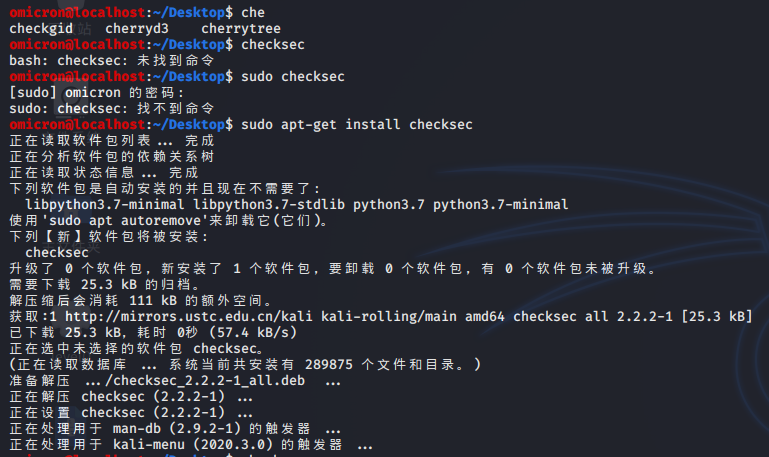 omicron@localhost:~/Desktop$ che
checkgid cherryd3 cherrytree
omicron@localhost:~/Desktop$ checksec
bash: checksec: 未找到命令
omicron@localhost:~/Desktop$ sudo checksec
[sudo] omicron 的密码:
sudo: checksec: 找不到命令
omicron@localhost:~/Desktop$ sudo apt-get install checksec
正在读取软件包列表... 完成
正在分析软件包的依赖关系树
正在读取状态信息... 完成
下列软件包是自动安装的并且现在不需要了:
libpython3.7-minimal libpython3.7-stdlib python3.7 python3.7-minimal
使用'sudo apt autoremove'来卸载它(它们)。
下列【新】软件包将被安装:
checksec
升级了 0 个软件包,新安装了 1 个软件包,要卸载 0 个软件包,有 0 个软件包未被升级。
需要下载 25.3 kB 的归档。
解压缩后会消耗 111 kB 的额外空间。
获取:1 http://mirrors.ustc.edu.cn/kali kali-rolling/main amd64 checksec all 2.2.2-1 [25.3 kB]
已下载 25.3 kB,耗时 0秒 (57.4 kB/s)
正在选中未选择的软件包 checksec。
(正在读取数据库 ... 系统当前共安装有 289875 个文件和目录。)
准备解压 .../checksec_2.2.2-1_all.deb ...
正在解压 checksec (2.2.2-1) ...
正在设置 checksec (2.2.2-1) ...
正在处理用于 man-db (2.9.2-1) 的触发器 ...
正在处理用于 kali-menu (2020.3.0) 的触发器 ...